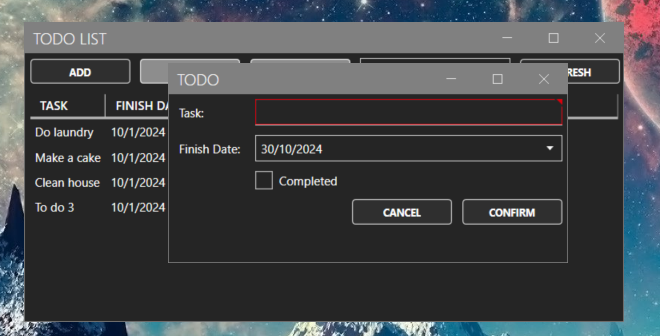 TODO LIST
ADD
RESH
TODO
TASK
FINISH DA
Task:
Do laundry 10/1/2024
Finish Date: 30/10/2024
Make a cake 10/1/2024
Clean house 10/1/2024
Completed
To do 3 10/1/2024
CANCEL
CONFIRM